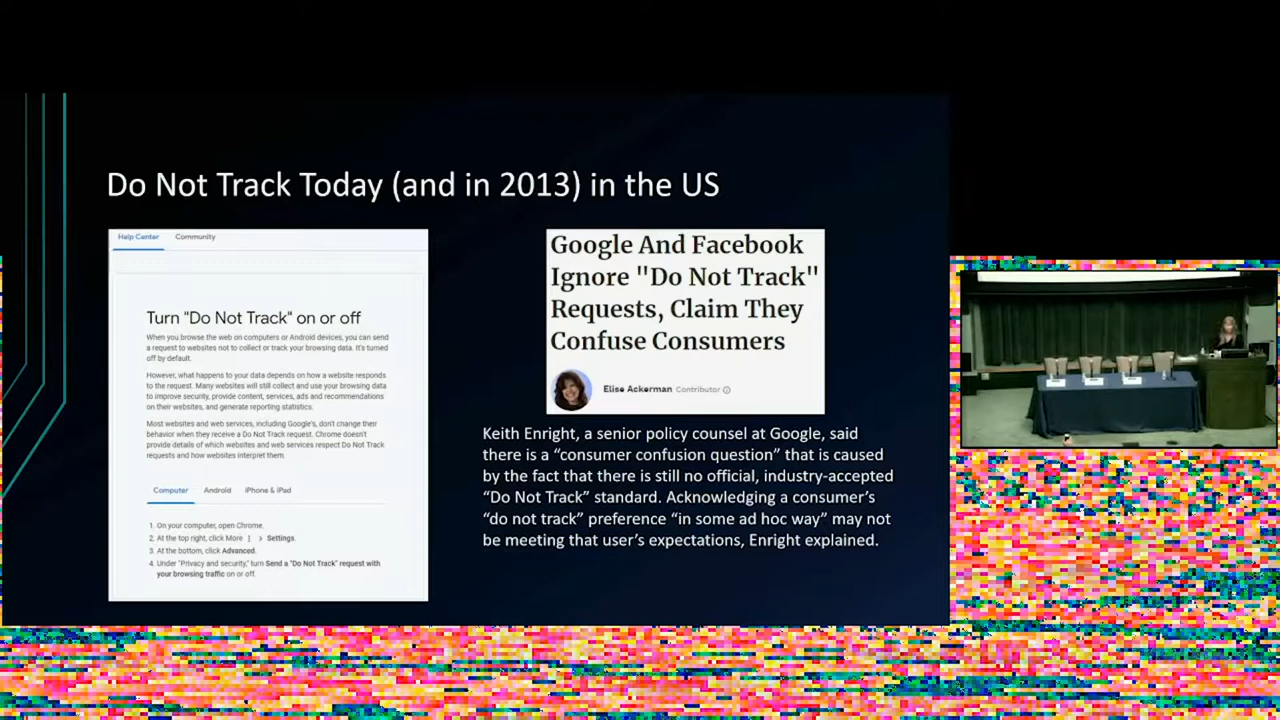 Do Not Track Today (and in 2013) in the US
Help Center Community
Turn "Do Not Track" on or off
When you browse the web on computers or Android devices, you can send
a request to websites not to collect or track your browsing data. It's turned
off by default.
However, what happens to your data depends on how a website responds
to the request. Many websites will still collect and use your browsing data
to improve security, provide content, services, ads and recommendations
on their websites, and generate reporting statistics.
Most websites and web services, including Google's, don't change their
behavior when they receive a Do Not Track request. Chrome doesn't
provide details of which websites and web services respect Do Not Track
requests and how websites interpret them.
Computer Android iPhone & iPad
1. On your computer, open Chrome.
2. At the top right, click More ⋮ > Settings.
3. At the bottom, click Advanced.
4. Under "Privacy and security," turn Send a "Do Not Track" request with
your browsing traffic on or off.
Google And Facebook
Ignore "Do Not Track"
Requests, Claim They
Confuse Consumers
Elise Ackerman Contributor
Keith Enright, a senior policy counsel at Google, said
there is a “consumer confusion question” that is caused
by the fact that there is still no official, industry-accepted
“Do Not Track” standard. Acknowledging a consumer’s
“do not track” preference “in some ad hoc way” may not
be meeting that user’s expectations, Enright explained.